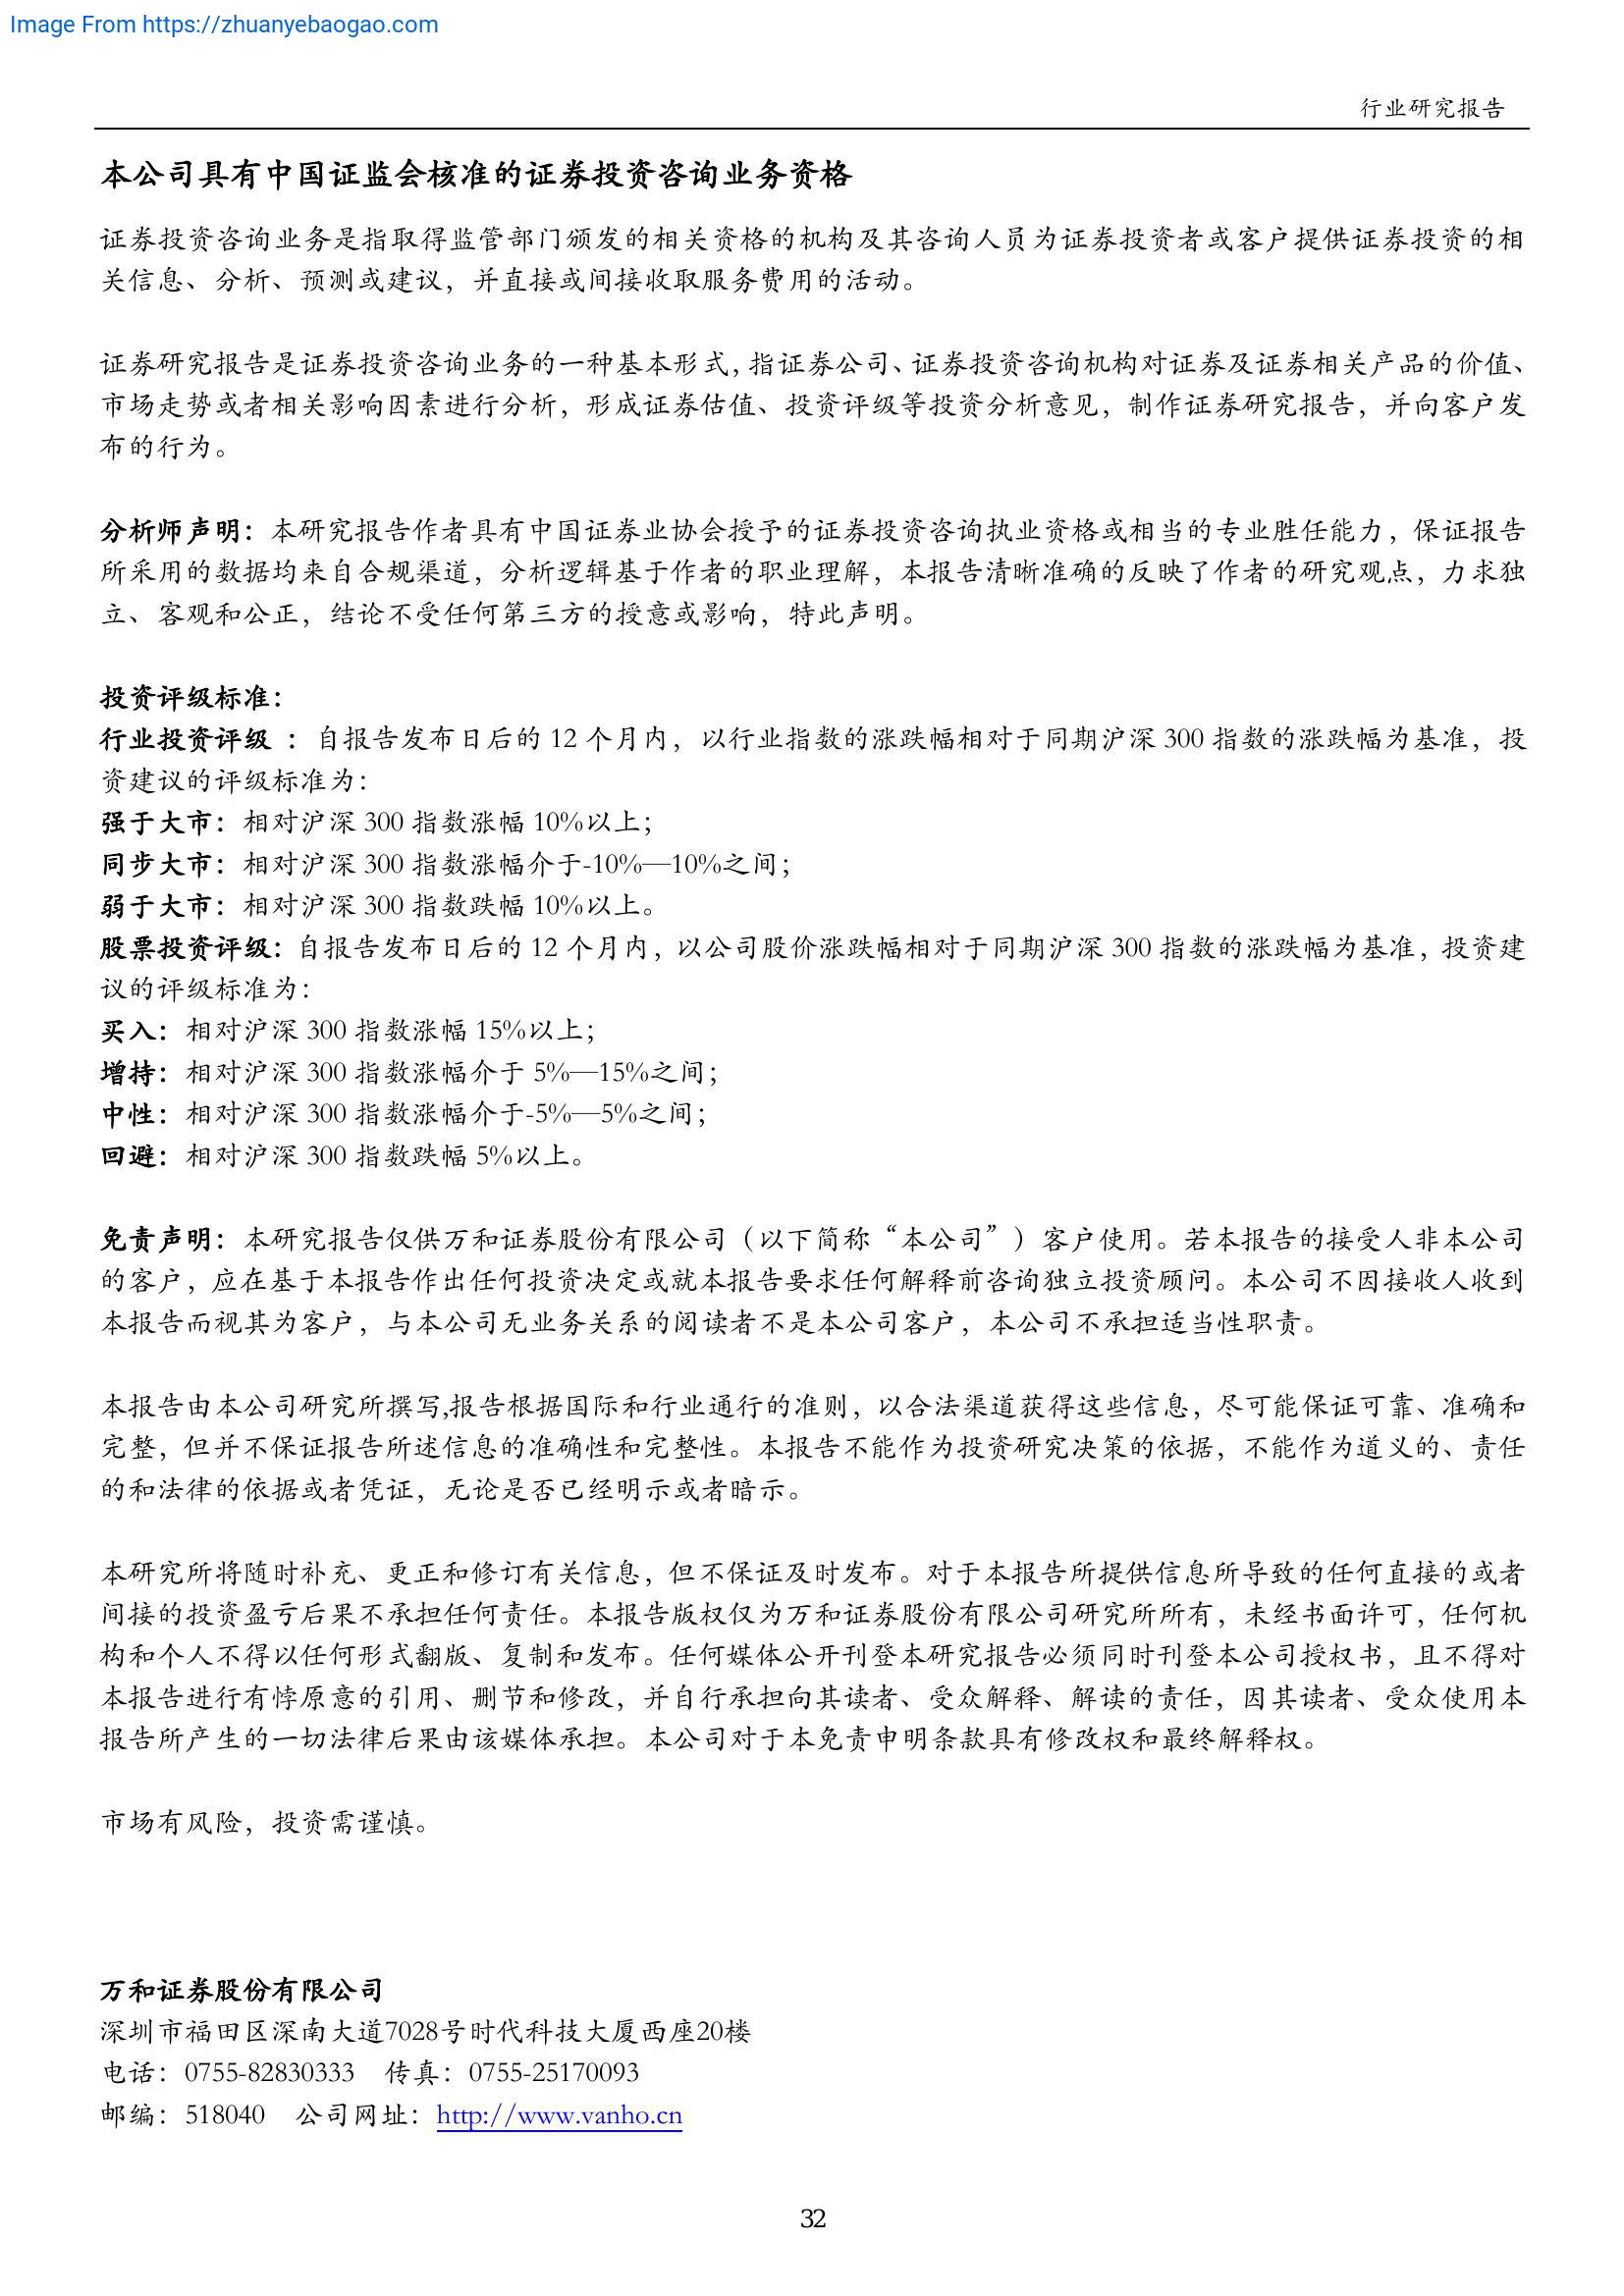 Image From https://zhuanyebaogao.com
行业研究报告
本公司具有中国证监会核准的证券投资咨询业务资格
证券投资咨询业务是指取得监管部门颁发的相关资格的机构及其咨询人员为证券投资者或客户提供证券投资的相
关信息、分析、预测或建议，并直接或间接收取服务费用的活动。
证券研究报告是证券投资咨询业务的一种基本形式，指证券公司、证券投资咨询机构对证券及证券相关产品的价值、
市场走势或者相关影响因素进行分析，形成证券估值、投资评级等投资分析意见，制作证券研究报告，并向客户发
布的行为。
分析师声明：本研究报告作者具有中国证券业协会授予的证券投资咨询执业资格或相当的专业胜任能力，保证报告
所采用的数据均来自合规渠道，分析逻辑基于作者的职业理解，本报告清晰准确的反映了作者的研究观点，力求独
立、客观和公正，结论不受任何第三方的授意或影响，特此声明。
投资评级标准：
行业投资评级 ：自报告发布日后的 12 个月内，以行业指数的涨跌幅相对于同期沪深 300 指数的涨跌幅为基准，投
资建议的评级标准为：
强于大市：相对沪深 300 指数涨幅 10%以上；
同步大市：相对沪深 300 指数涨幅介于-10%—10%之间；
弱于大市：相对沪深 300 指数跌幅 10%以上。
股票投资评级：自报告发布日后的 12 个月内，以公司股价涨跌幅相对于同期沪深 300 指数的涨跌幅为基准，投资建
议的评级标准为：
买入：相对沪深 300 指数涨幅 15%以上；
增持：相对沪深 300 指数涨幅介于 5%—15%之间；
中性：相对沪深 300 指数涨幅介于-5%—5%之间；
回避：相对沪深 300 指数跌幅 5%以上。
免责声明：本研究报告仅供万和证券股份有限公司（以下简称“本公司”）客户使用。若本报告的接受人非本公司
的客户，应在基于本报告作出任何投资决定或就本报告要求任何解释前咨询独立投资顾问。本公司不因接收人收到
本报告而视其为客户，与本公司无业务关系的阅读者不是本公司客户，本公司不承担适当性职责。
本报告由本公司研究所撰写,报告根据国际和行业通行的准则，以合法渠道获得这些信息，尽可能保证可靠、准确和
完整，但并不保证报告所述信息的准确性和完整性。本报告不能作为投资研究决策的依据，不能作为道义的、责任
的和法律的依据或者凭证，无论是否已经明示或者暗示。
本研究所将随时补充、更正和修订有关信息，但不保证及时发布。对于本报告所提供信息所导致的任何直接的或者
间接的投资盈亏后果不承担任何责任。本报告版权仅为万和证券股份有限公司研究所所有，未经书面许可，任何机
构和个人不得以任何形式翻版、复制和发布。任何媒体公开刊登本研究报告必须同时刊登本公司授权书，且不得对
本报告进行有悖原意的引用、删节和修改，并自行承担向其读者、受众解释、解读的责任，因其读者、受众使用本
报告所产生的一切法律后果由该媒体承担。本公司对于本免责申明条款具有修改权和最终解释权。
市场有风险，投资需谨慎。
万和证券股份有限公司
深圳市福田区深南大道7028号时代科技大厦西座20楼
电话：0755-82830333 传真：0755-25170093
邮编：518040 公司网址：http://www.vanho.cn
32